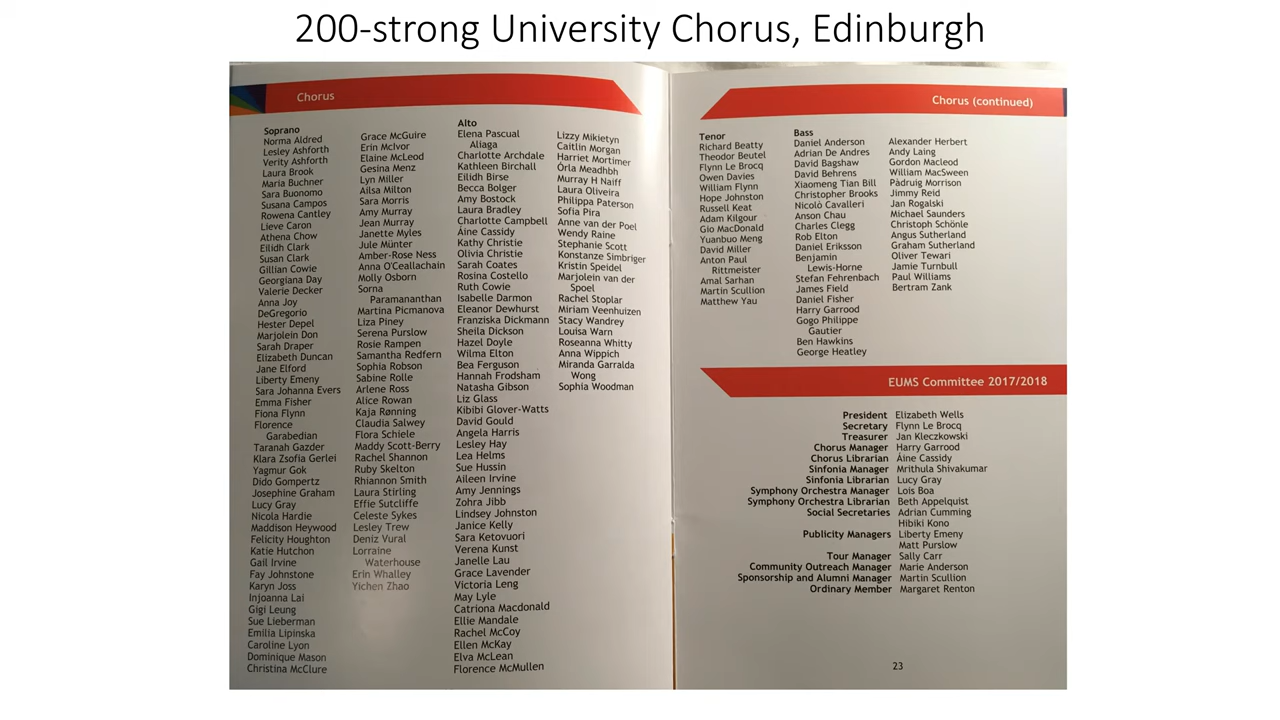 200-strong University Chorus, Edinburgh
Chorus
Soprano
Norma Aldred
Lesley Ashforth
Verity Ashforth
Laura Brook
Maria Buchner
Sara Buonomo
Susana Campos
Rowena Cantley
Lieve Caron
Athena Chow
Eilidh Clark
Susan Clark
Gillian Cowie
Georgiana Day
Valerie Decker
Anna Joy
DeGregorio
Hester Depel
Marjolein Don
Sarah Draper
Elizabeth Duncan
Jane Elford
Liberty Emeny
Sara Johanna Evers
Emma Fisher
Fiona Flynn
Florence
Garabedian
Taranah Gazder
Klara Zsofia Gerlei
Yagmur Gok
Dido Gompertz
Josephine Graham
Lucy Gray
Nicola Hardie
Maddison Heywood
Felicity Houghton
Katie Hutchon
Gail Irvine
Fay Johnstone
Karyn Joss
Injoanna Lai
Gigi Leung
Sue Lieberman
Emilia Lipinska
Caroline Lyon
Dominique Mason
Christina McClure
Grace McGuire
Erin McIvor
Elaine McLeod
Gesina Menz
Lyn Miller
Ailsa Milton
Sara Morris
Amy Murray
Jean Murray
Janette Myles
Jule Münter
Amber-Rose Ness
Anna O'Ceallachain
Molly Osborn
Sorna
Paramananthan
Martina Picmanova
Liza Piney
Serena Purslow
Rosie Rampen
Samantha Redfern
Sophia Robson
Sabine Rolle
Arlene Ross
Alice Rowan
Kaja Rønning
Claudia Salwey
Flora Schiele
Maddy Scott-Berry
Rachel Shannon
Ruby Skelton
Rhiannon Smith
Laura Stirling
Effie Sutcliffe
Celeste Sykes
Lesley Trew
Deniz Vural
Lorraine
Waterhouse
Erin Whalley
Yichen Zhao
Alto
Elena Pascual
Aliaga
Charlotte Archdale
Kathleen Birchall
Eilidh Birse
Becca Bolger
Amy Bostock
Laura Bradley
Charlotte Campbell
Áine Cassidy
Kathy Christie
Olivia Christie
Sarah Coates
Rosina Costello
Ruth Cowie
Isabelle Darmon
Eleanor Dewhurst
Franziska Dickmann
Sheila Dickson
Hazel Doyle
Wilma Elton
Bea Ferguson
Hannah Frodsham
Natasha Gibson
Liz Glass
Kibibi Glover-Watts
David Gould
Angela Harris
Lesley Hay
Lea Helms
Sue Hussin
Aileen Irvine
Amy Jennings
Zohra Jibb
Lindsey Johnston
Janice Kelly
Sara Ketovuori
Verena Kunst
Janelle Lau
Grace Lavender
Victoria Leng
May Lyle
Catriona Macdonald
Ellie Mandale
Rachel McCoy
Ellen McKay
Elva McLean
Florence McMullen
Lizzy Mikietyn
Caitlin Morgan
Harriet Mortimer
Órla Meadhbh
Murray H Naiff
Laura Oliveira
Philippa Paterson
Sofia Pira
Anne van der Poel
Wendy Raine
Stephanie Scott
Konstanze Simbriger
Kristin Speidel
Marjolein van der
Spoel
Rachel Stoplar
Miriam Veenhuizen
Stacy Wandrey
Louisa Warn
Roseanna Whitty
Anna Wippich
Miranda Garralda
Wong
Sophia Woodman
Chorus (continued)
Tenor
Richard Beatty
Theodor Beutel
Flynn Le Brocq
Owen Davies
William Flynn
Hope Johnston
Russell Keat
Adam Kilgour
Gio MacDonald
Yuanbuo Meng
David Miller
Anton Paul
Rittmeister
Amal Sarhan
Martin Scullion
Matthew Yau
Bass
Daniel Anderson
Adrian De Andres
David Bagshaw
David Behrens
Xiaomeng Tian Bill
Christopher Brooks
Nicolò Cavalleri
Anson Chau
Charles Clegg
Rob Elton
Daniel Eriksson
Benjamin
Lewis-Horne
Stefan Fehrenbach
James Field
Daniel Fisher
Harry Garrood
Gogo Philippe
Gautier
Ben Hawkins
George Heatley
Alexander Herbert
Andy Laing
Gordon Macleod
William MacSween
Pàdruig Morrison
Jimmy Reid
Jan Rogalski
Michael Saunders
Christoph Schönle
Angus Sutherland
Graham Sutherland
Oliver Tewari
Jamie Turnbull
Paul Williams
Bertram Zank
EUMS Committee 2017/2018
President Elizabeth Wells
Secretary Flynn Le Brocq
Treasurer Jan Kleczkowski
Chorus Manager Harry Garrood
Chorus Librarian Áine Cassidy
Sinfonia Manager Mrithula Shivakumar
Sinfonia Librarian Lucy Gray
Symphony Orchestra Manager Lois Boa
Symphony Orchestra Librarian Beth Appelquist
Social Secretaries Adrian Cumming
Hibiki Kono
Publicity Managers Liberty Emeny
Matt Purslow
Tour Manager Sally Carr
Community Outreach Manager Marie Anderson
Sponsorship and Alumni Manager Martin Scullion
Ordinary Member Margaret Renton
23